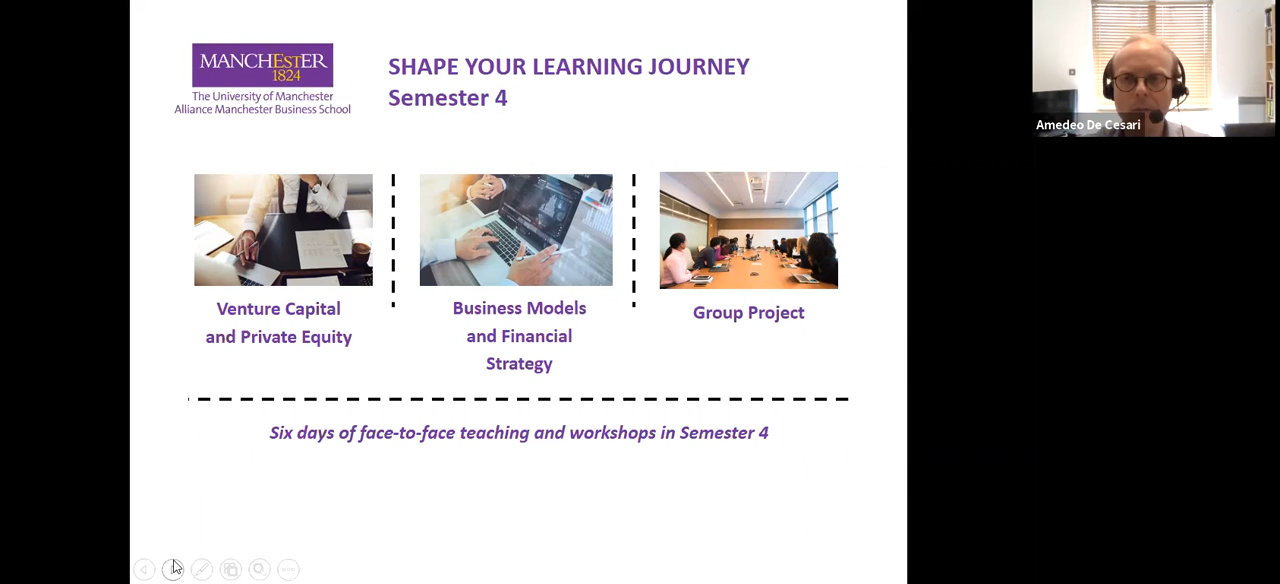 MANCHEstER
1824
The University of Manchester
Alliance Manchester Business School
SHAPE YOUR LEARNING JOURNEY
Semester 4
Venture Capital
and Private Equity
Business Models
and Financial
Strategy
Group Project
Six days of face-to-face teaching and workshops in Semester 4
Amedeo De Cesari